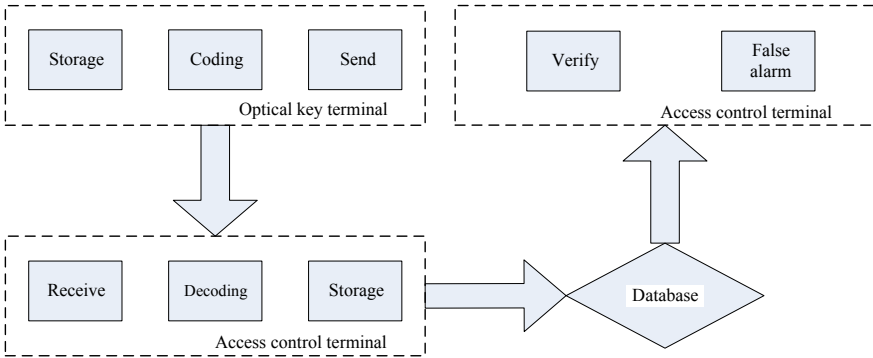 Storage
Coding
Send
Optical key terminal
Verify
False
alarm
Access control terminal
Receive
Decoding
Storage
Access control terminal
Database